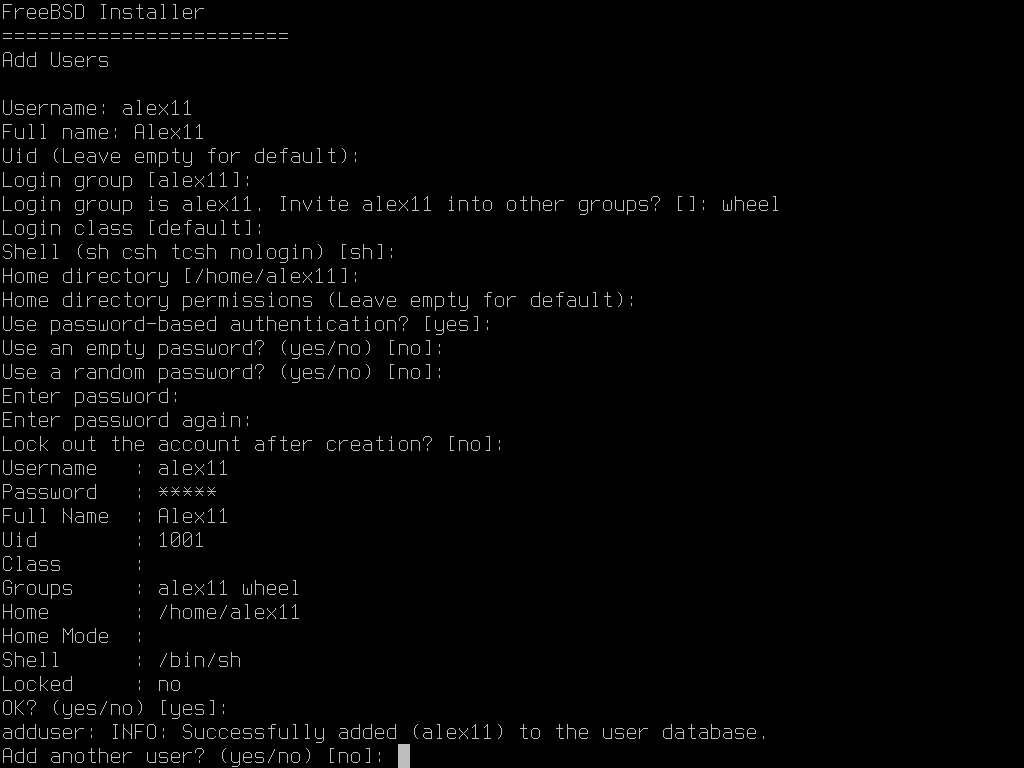 FreeBSD Installer
========================
Add Users

Username: alex11
Full name: Alex11
Uid (Leave empty for default):
Login group [alex11]:
Login group is alex11. Invite alex11 into other groups? []: wheel
Login class [default]:
Shell (sh csh tcsh nologin) [sh]:
Home directory [/home/alex11]:
Home directory permissions (Leave empty for default):
Use password-based authentication? [yes]:
Use an empty password? (yes/no) [no]:
Use a random password? (yes/no) [no]:
Enter password:
Enter password again:
Lock out the account after creation? [no]:
Username   : alex11
Password   : *****
Full Name  : Alex11
Uid        : 1001
Class      :
Groups     : alex11 wheel
Home       : /home/alex11
Home Mode  :
Shell      : /bin/sh
Locked     : no
OK? (yes/no) [yes]:
adduser: INFO: Successfully added (alex11) to the user database.
Add another user? (yes/no) [no]: